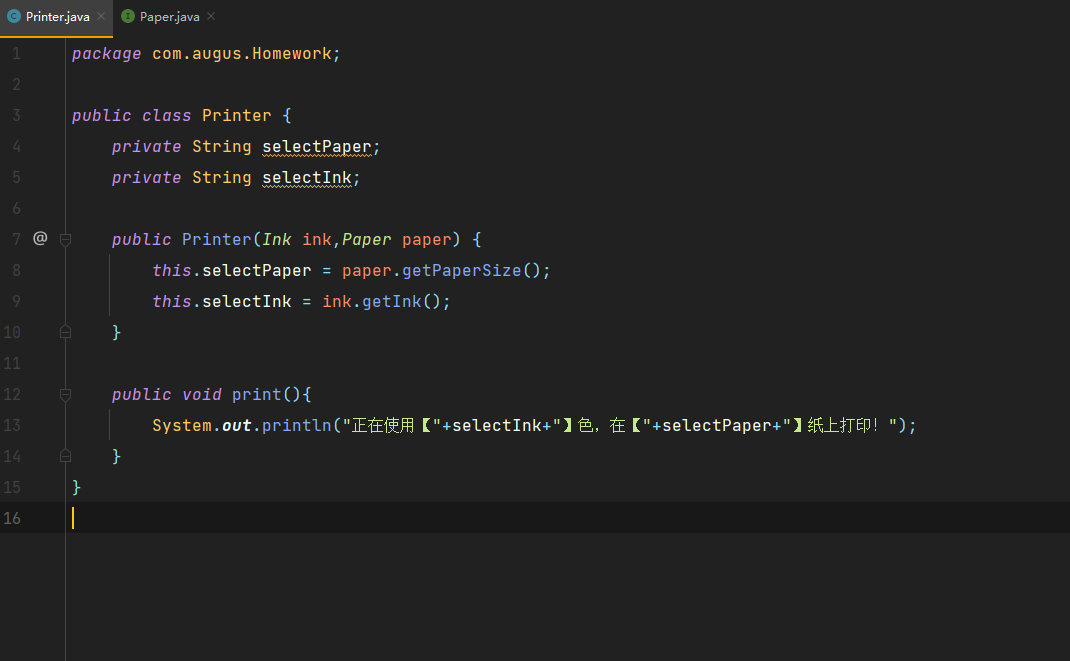 Printer.java
Paper.java
1 package com.augus.Homework;
2
3 public class Printer {
4     private String selectPaper;
5     private String selectInk;
6
7 @     public Printer(Ink ink,Paper paper) {
8         this.selectPaper = paper.getPaperSize();
9         this.selectInk = ink.getInk();
10     }
11
12     public void print(){
13         System.out.println("正在使用【"+selectInk+"】色，在【"+selectPaper+"】纸上打印！");
14     }
15 }
16